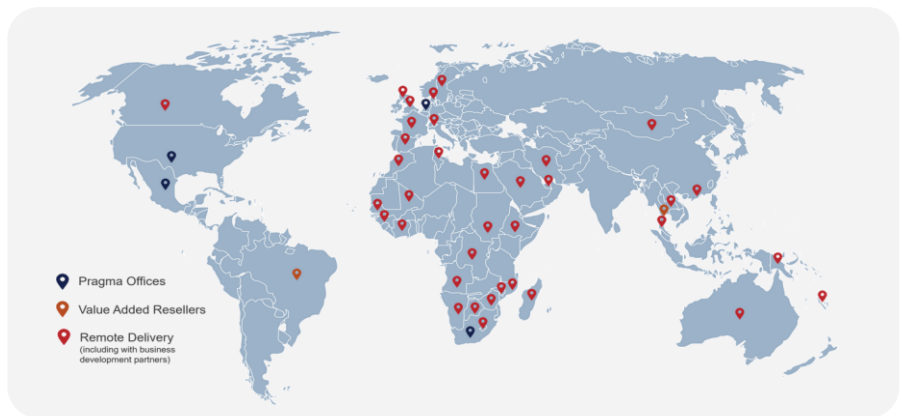 Pragma Offices
Value Added Resellers
Remote Delivery
(including with business
development partners)